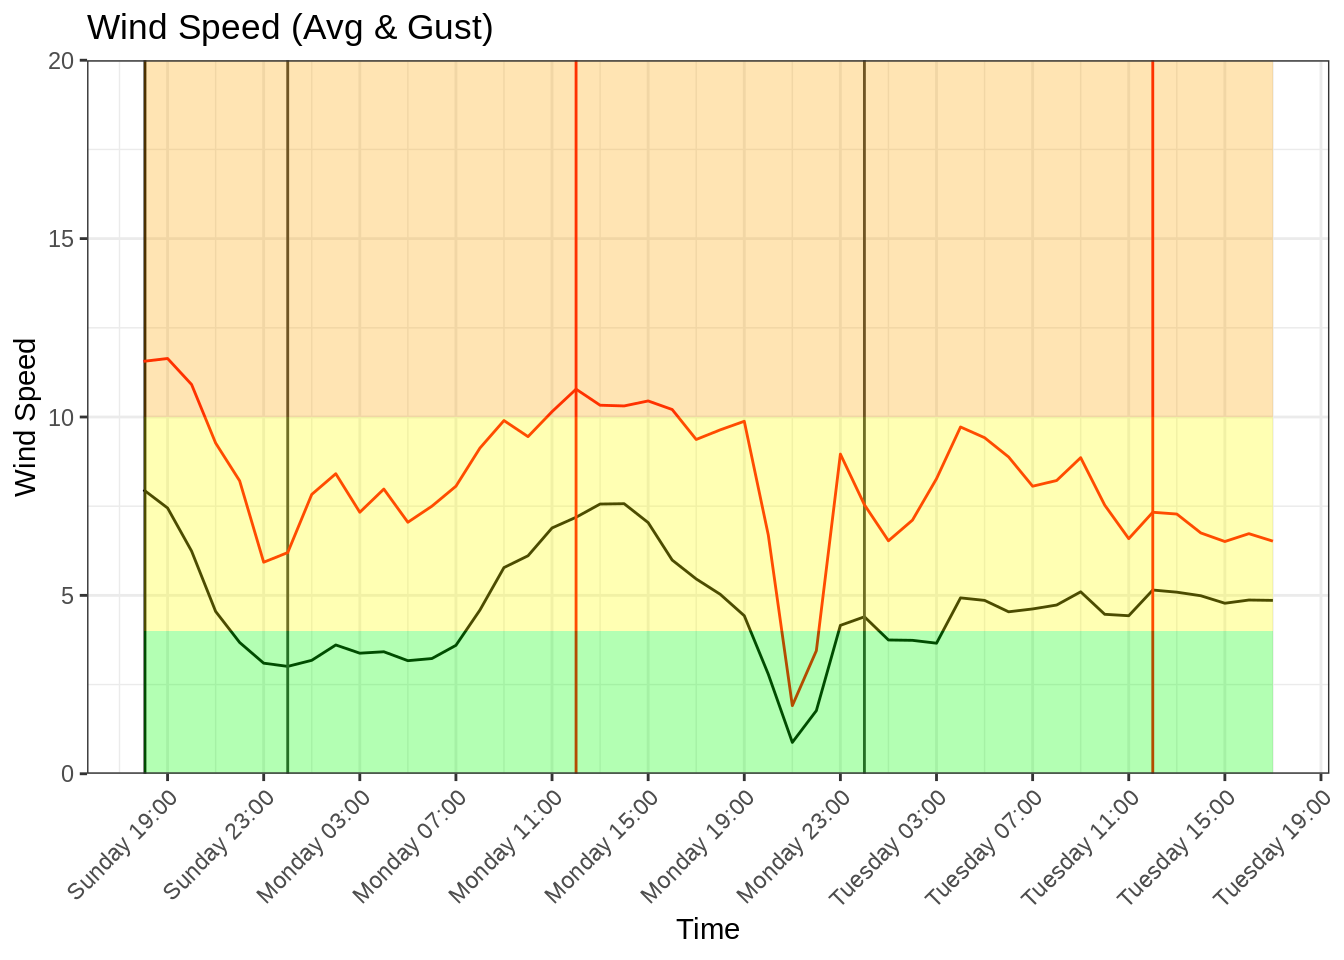 Wind Speed (Avg & Gust)
20
15
10
5
0
Wind Speed
Sunday 19:00
Sunday 23:00
Monday 03:00
Monday 07:00
Monday 11:00
Monday 15:00
Monday 19:00
Monday 23:00
Tuesday 03:00
Tuesday 07:00
Tuesday 11:00
Tuesday 15:00
Tuesday 19:00
Time